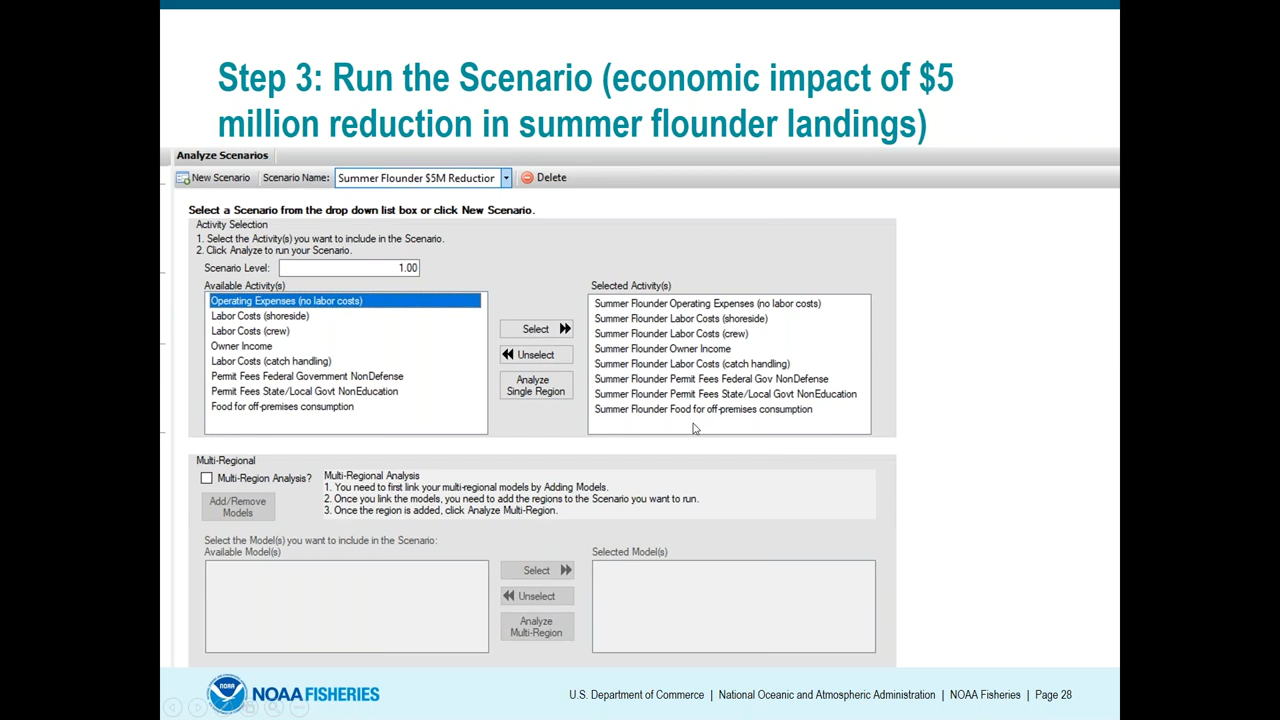 Step 3: Run the Scenario (economic impact of $5
million reduction in summer flounder landings)
Analyze Scenarios
New Scenario Scenario Name: Summer Flounder $5M Reduction Delete
Select a Scenario from the drop down list box or click New Scenario.
Activity Selection
1. Select the Activity(s) you want to include in the Scenario.
2. Click Analyze to run your Scenario.
Scenario Level: 1.00
Available Activity(s)
Operating Expenses (no labor costs)
Labor Costs (shoreside)
Labor Costs (crew)
Owner Income
Labor Costs (catch handling)
Permit Fees Federal Government NonDefense
Permit Fees State/Local Govt NonEducation
Food for off-premises consumption
Select
Unselect
Analyze
Single Region
Selected Activity(s)
Summer Flounder Operating Expenses (no labor costs)
Summer Flounder Labor Costs (shoreside)
Summer Flounder Labor Costs (crew)
Summer Flounder Owner Income
Summer Flounder Labor Costs (catch handling)
Summer Flounder Permit Fees Federal Gov NonDefense
Summer Flounder Permit Fees State/Local Govt NonEducation
Summer Flounder Food for off-premises consumption
Multi-Regional
Multi-Region Analysis?
Add/Remove
Models
Multi-Regional Analysis
1. You need to first link your multi-regional models by Adding Models.
2. Once you link the models, you need to add the regions to the Scenario you want to run.
3. Once the region is added, click Analyze Multi-Region.
Select the Model(s) you want to include in the Scenario:
Available Model(s)
Select
Unselect
Analyze
Multi-Region
Selected Model(s)
NOAA
NOAA FISHERIES
U.S. Department of Commerce | National Oceanic and Atmospheric Administration | NOAA Fisheries | Page 28